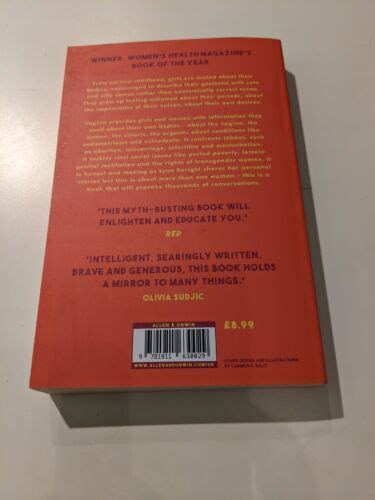 WINNER, WOMEN'S HEALTH MAGAZINE'S
BOOK OF THE YEAR
From earliest childhood, girls are misled about their
bodies, encouraged to describe their genitalia with cute
and silly names rather than anatomically correct terms.
They grow up feeling ashamed about their periods, about
the appearance of their vulvas, about their own desires.
Vagina provides girls and women with information they
need about their own bodies – about the vagina, the
hymen, the clitoris, the orgasm; about conditions like
endometriosis and vulvodynia. It confronts taboos, such
as abortion, miscarriage, infertility and masturbation.
It tackles vital social issues like period poverty, female
genital mutilation and the rights of transgender women. It
is honest and moving as Lynn Enright shares her personal
stories but this is about more than one woman – this is a
book that will provoke thousands of conversations.
'THIS MYTH-BUSTING BOOK WILL
ENLIGHTEN AND EDUCATE YOU.'
RED
'INTELLIGENT, SEARINGLY WRITTEN,
BRAVE AND GENEROUS, THIS BOOK HOLDS
A MIRROR TO MANY THINGS.'
OLIVIA SUDJIC
ALLEN & UNWIN
£8.99
9 781911 630029
WWW.ALLENANDUNWIN.COM/UK
COVER DESIGN AND ILLUSTRATIONS
BY CARMEN R. BALIT